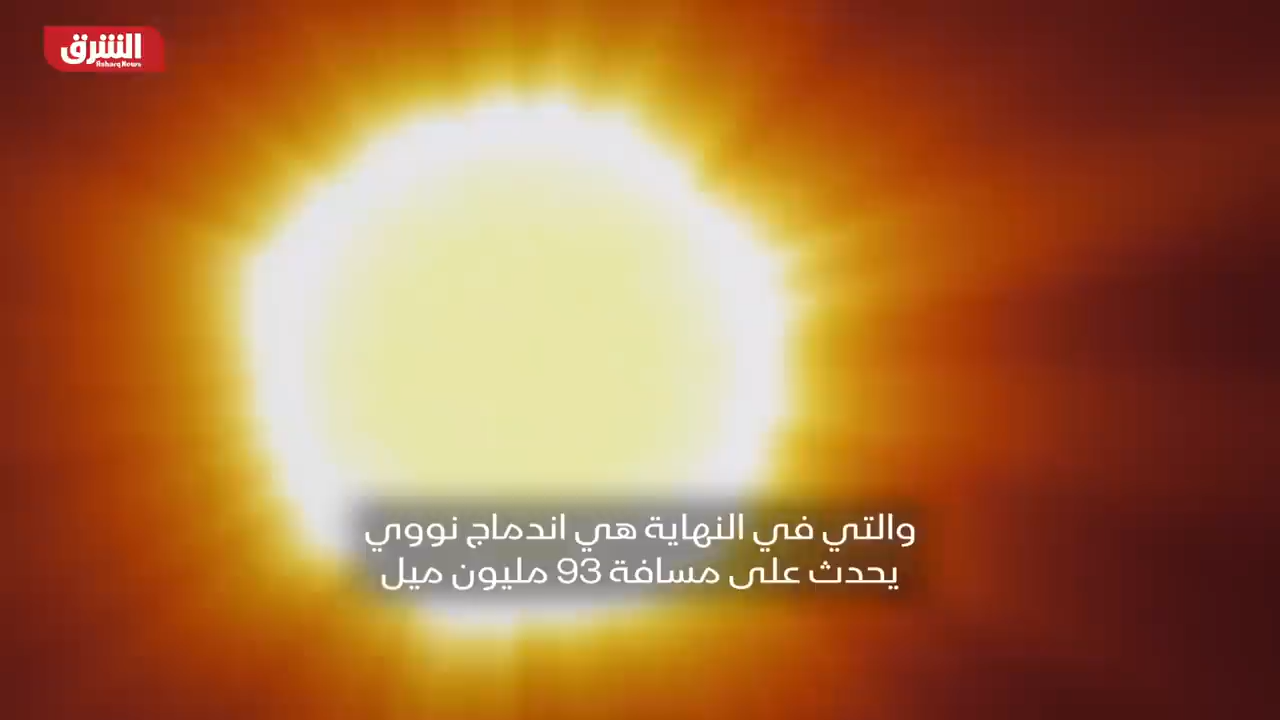 الشرق
Asharq News
والتي في النهاية هي اندماج نووي
يحدث على مسافة 93 مليون ميل